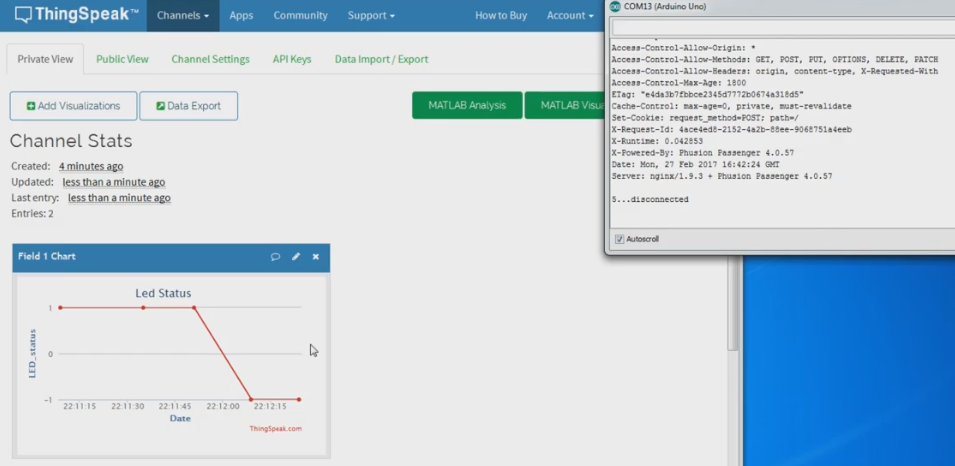 ThingSpeak™
Channels
Apps
Community
Support
How to Buy
Account
Private View
Public View
Channel Settings
API Keys
Data Import / Export
Add Visualizations
Data Export
MATLAB Analysis
MATLAB
Channel Stats
Created: 4 minutes ago
Updated: less than a minute ago
Last entry: less than a minute ago
Entries: 2
Field 1 Chart
Led Status
LED_status
1
0
-1
22:11:15 22:11:30 22:11:45 22:12:00 22:12:15
Date
ThingSpeak.com
COM13 (Arduino Uno)
Access-Control-Allow-Origin: *
Access-Control-Allow-Methods: GET, POST, PUT, OPTIONS, DELETE, PATCH
Access-Control-Allow-Headers: origin, content-type, X-Requested-With
Access-Control-Max-Age: 1800
ETag: "e4da3b7fbbce2345d7772b0674a318d5"
Cache-Control: max-age=0, private, must-revalidate
Set-Cookie: request_method=POST; path=/
X-Request-Id: 4ace4ed8-2152-4a2b-88ee-9068751a4eeb
X-Runtime: 0.042853
X-Powered-By: Phusion Passenger 4.0.57
Date: Mon, 27 Feb 2017 16:42:24 GMT
Server: nginx/1.9.3 + Phusion Passenger 4.0.57
5...disconnected
Autoscroll